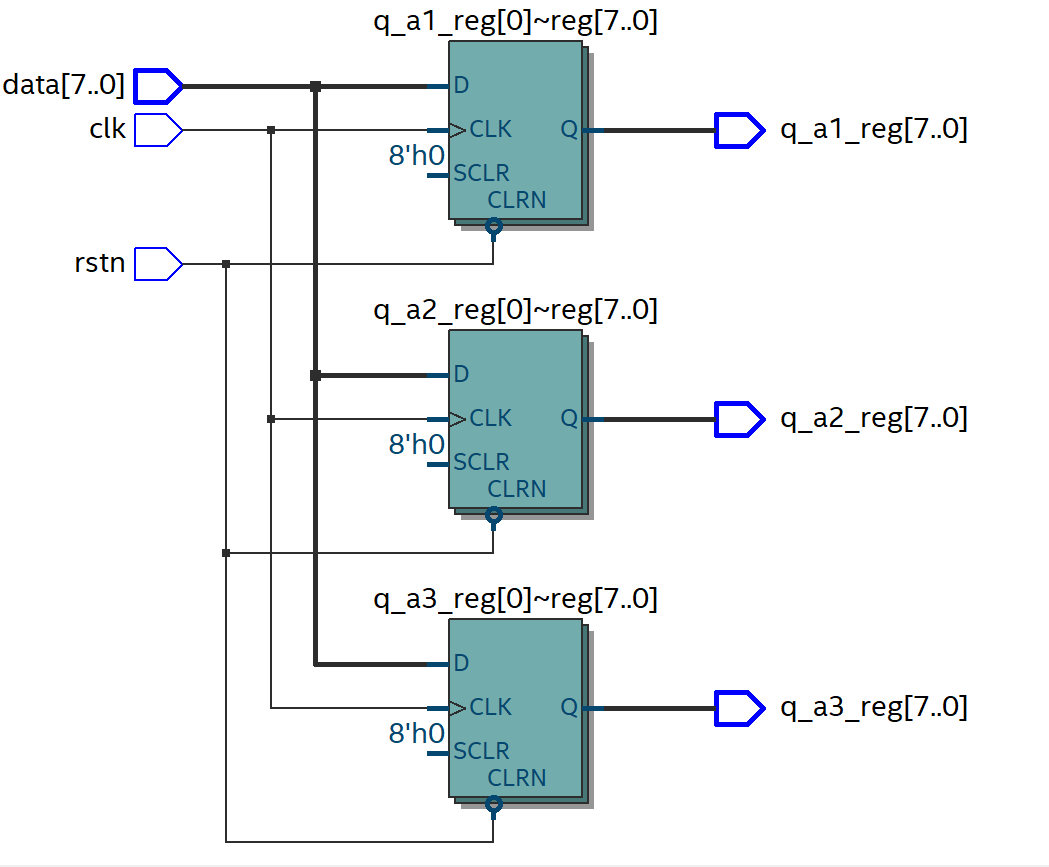 q_a1_reg[0]~reg[7..0]
data[7..0]
D
clk
CLK
Q
q_a1_reg[7..0]
8'h0
SCLR
CLRN
rstn
q_a2_reg[0]~reg[7..0]
D
CLK
Q
q_a2_reg[7..0]
8'h0
SCLR
CLRN
q_a3_reg[0]~reg[7..0]
D
CLK
Q
q_a3_reg[7..0]
8'h0
SCLR
CLRN